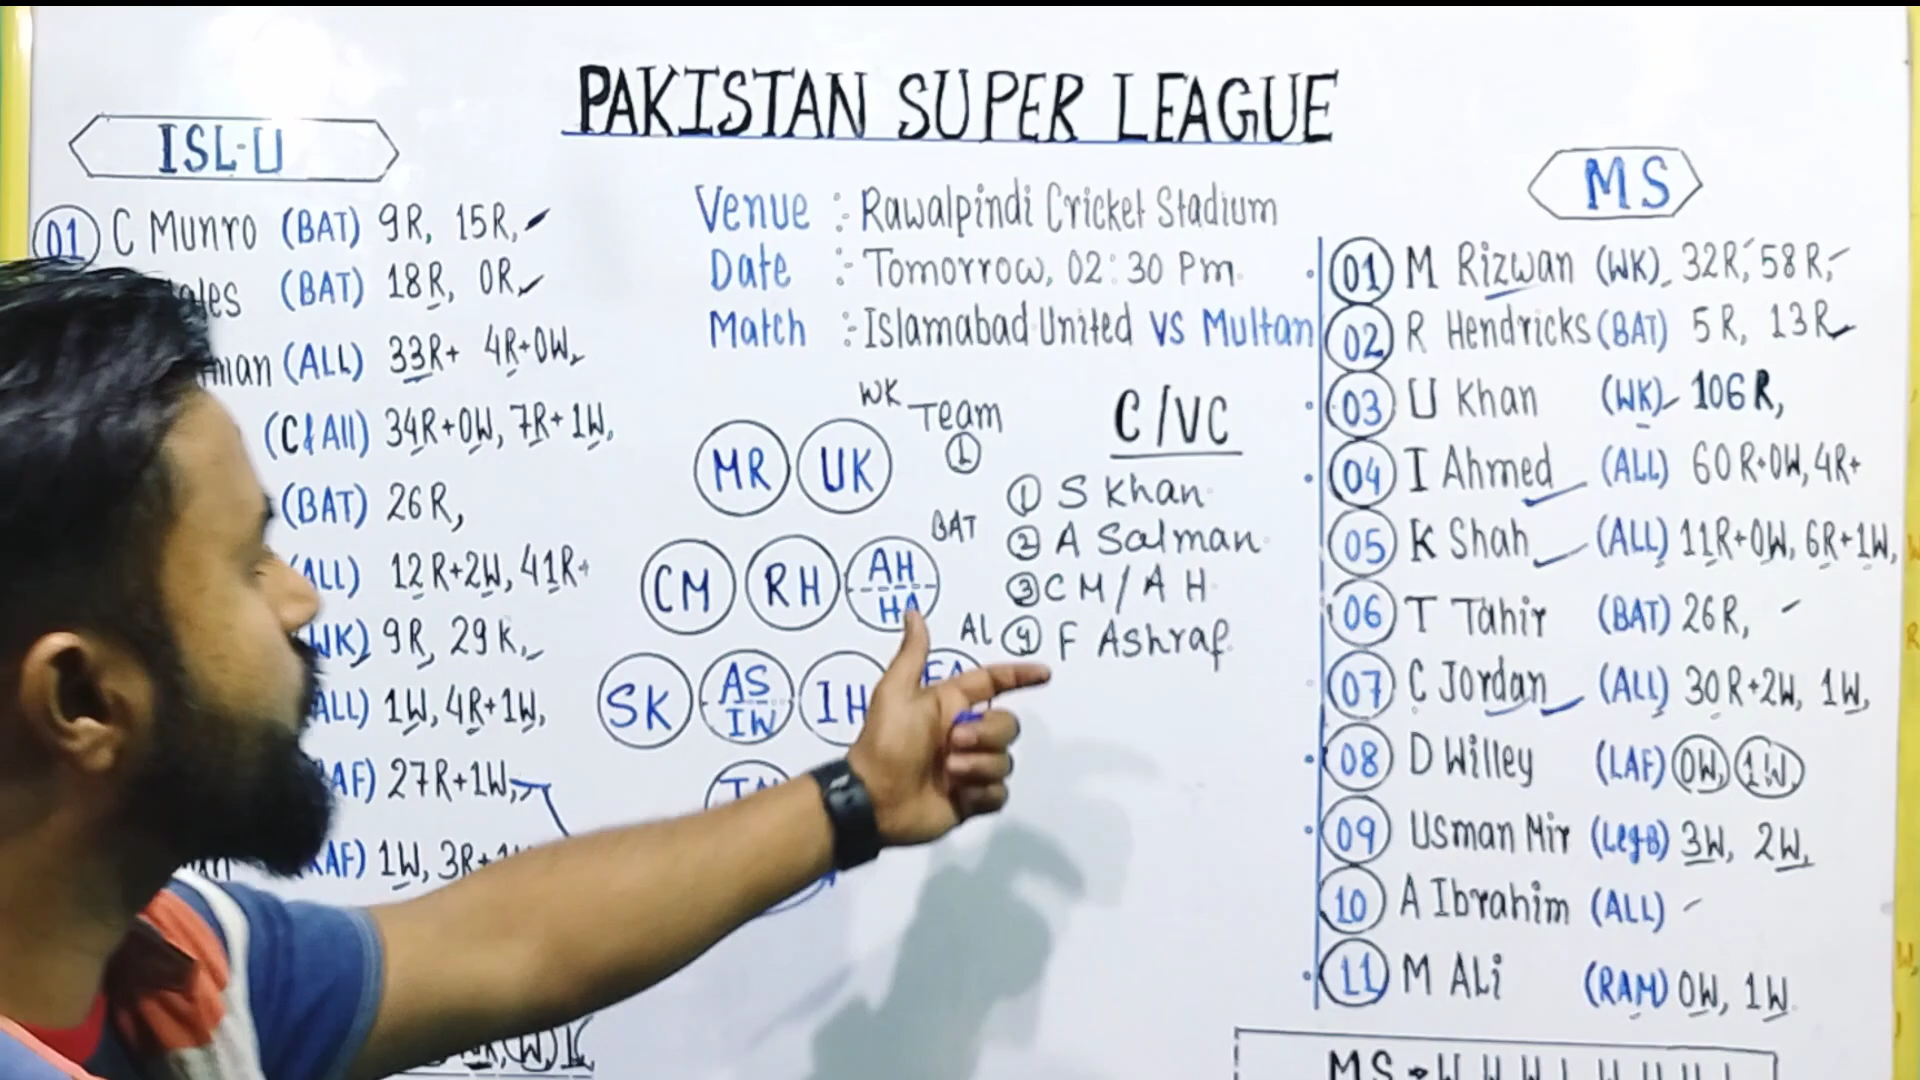 PAKISTAN SUPER LEAGUE
ISL-U
01 C Munro (BAT) 9R, 15R,
(BAT) 18R, 0R,
(ALL) 33R+ 4R+0W,
(C & All) 34R+0W, 7R+1W,
(BAT) 26R,
ALL) 12R+2W, 41R+
WK) 9R, 29R,
ALL) 1W, 4R+1W,
AF) 27R+1W,
AF) 1W, 3R+
Venue : Rawalpindi Cricket Stadium
Date : Tomorrow, 02:30 Pm
Match : Islamabad United VS Multan
WK Team 1
MR UK
BAT
CM RH AH HA
AL
SK AS IW IH
C/VC
1 S Khan
2 A Salman
3 C M / A H
4 F Ashraf
MS
01 M Rizwan (WK) 32R, 58R,
02 R Hendricks (BAT) 5R, 13R
03 U Khan (WK) 106R,
04 I Ahmed (ALL) 60R+0W, 4R+
05 K Shah (ALL) 11R+0W, 6R+1W,
06 T Tahir (BAT) 26R,
07 C Jordan (ALL) 30R+2W, 1W,
08 D Willey (LAF) 0W, 1W,
09 Usman Mir (LegB) 3W, 2W,
10 A Ibrahim (ALL)
11 M ALi (RAM) 0W, 1W
MS